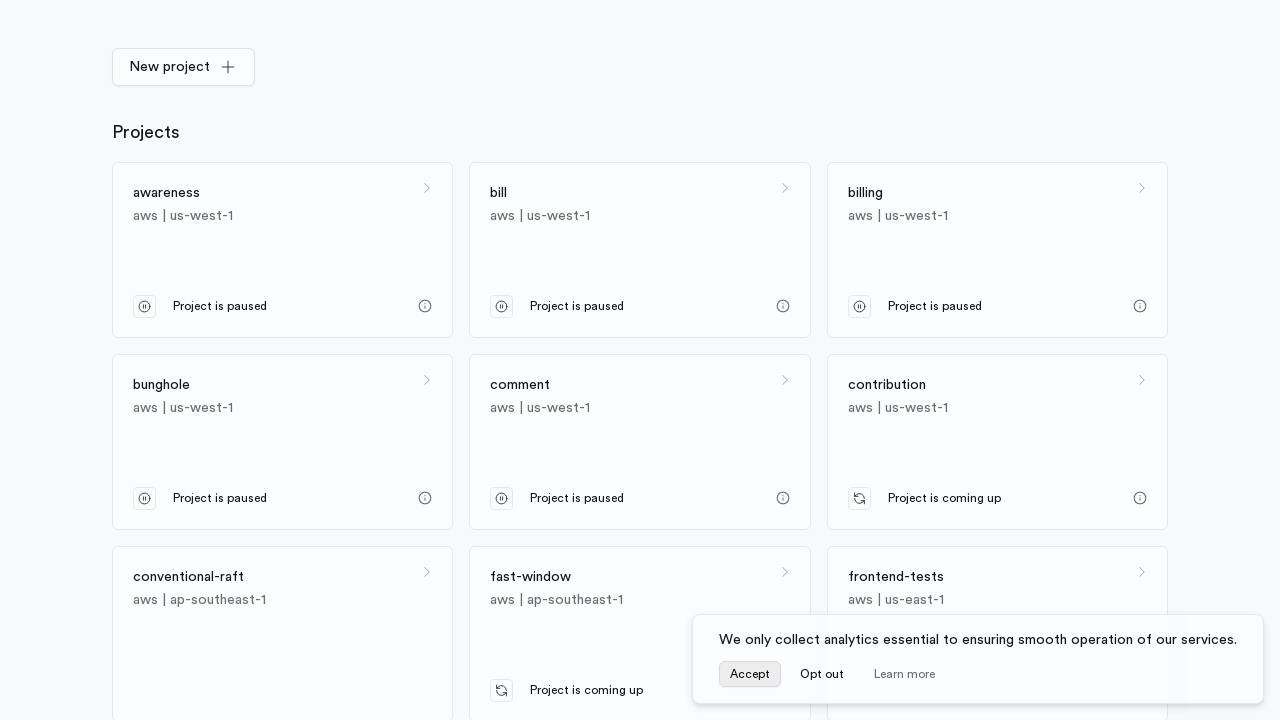 New project
Projects
awareness
aws | us-west-1
Project is paused
bill
aws | us-west-1
Project is paused
billing
aws | us-west-1
Project is paused
bunghole
aws | us-west-1
Project is paused
comment
aws | us-west-1
Project is paused
contribution
aws | us-west-1
Project is coming up
conventional-raft
aws | ap-southeast-1
fast-window
aws | ap-southeast-1
Project is coming up
frontend-tests
aws | us-east-1
We only collect analytics essential to ensuring smooth operation of our services.
Accept
Opt out
Learn more